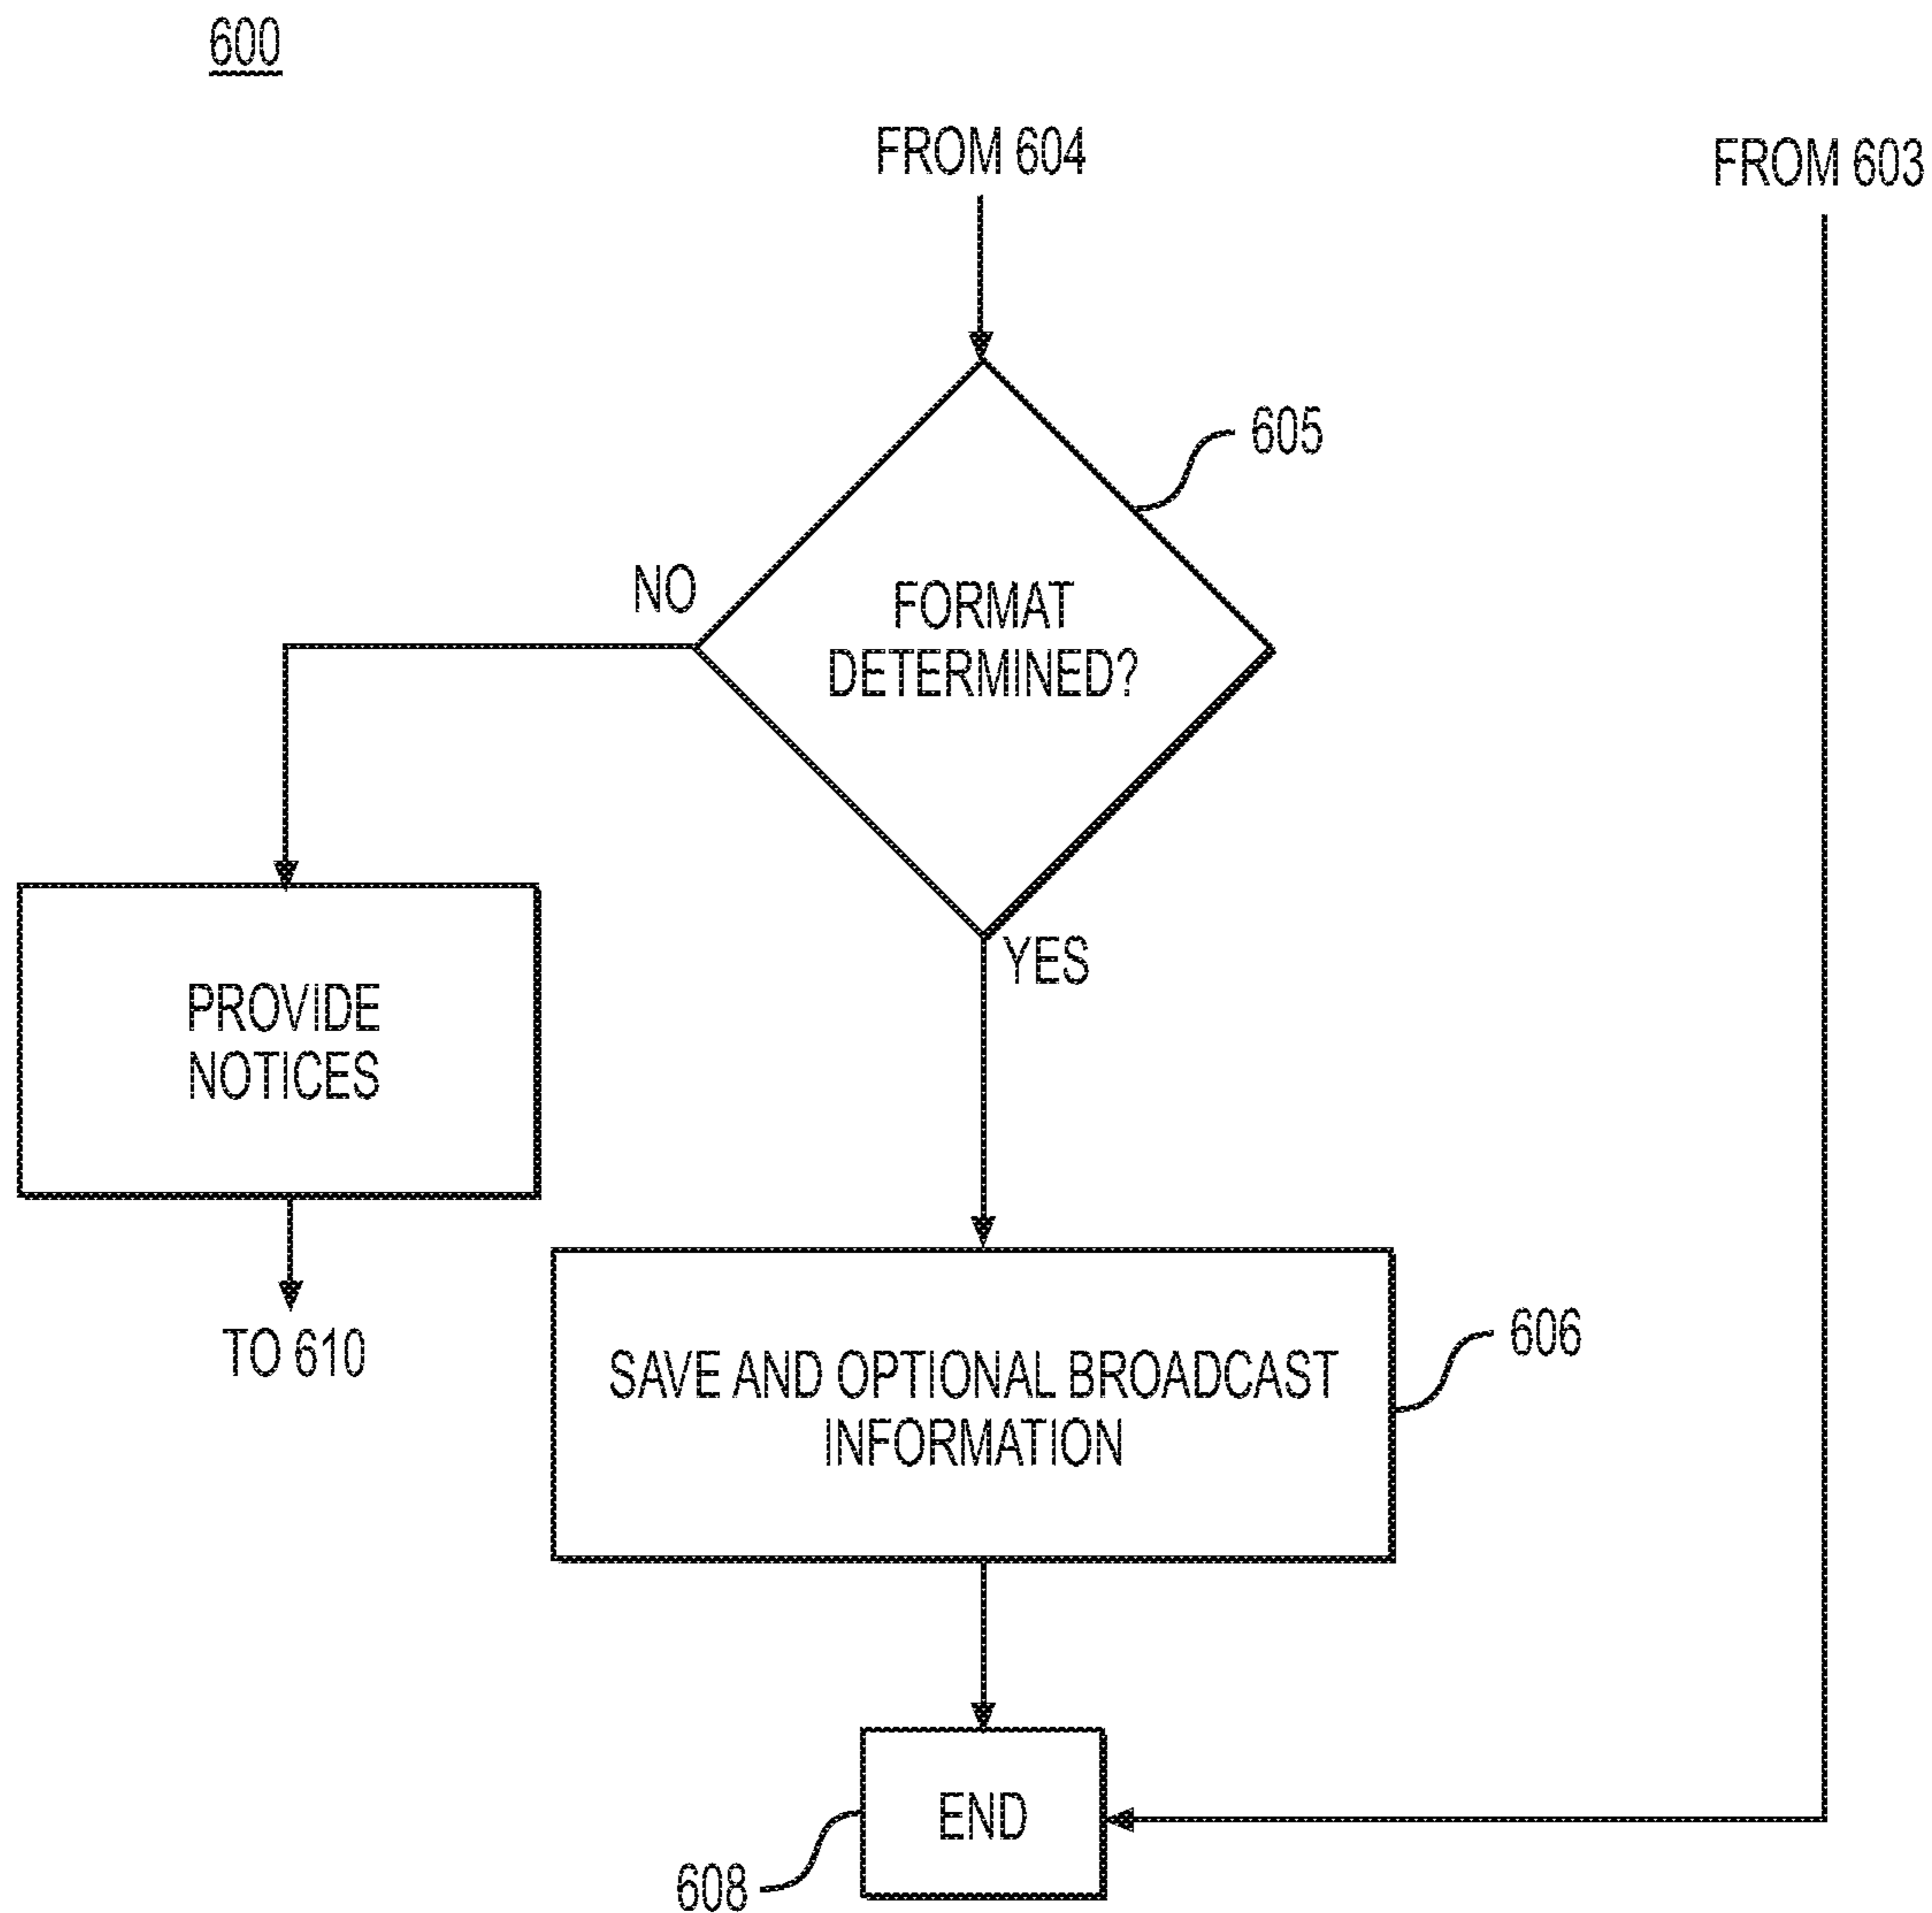 600
FROM 604
FROM 603
605
NO
FORMAT
DETERMINED?
YES
PROVIDE
NOTICES
TO 610
606
SAVE AND OPTIONAL BROADCAST
INFORMATION
END
608